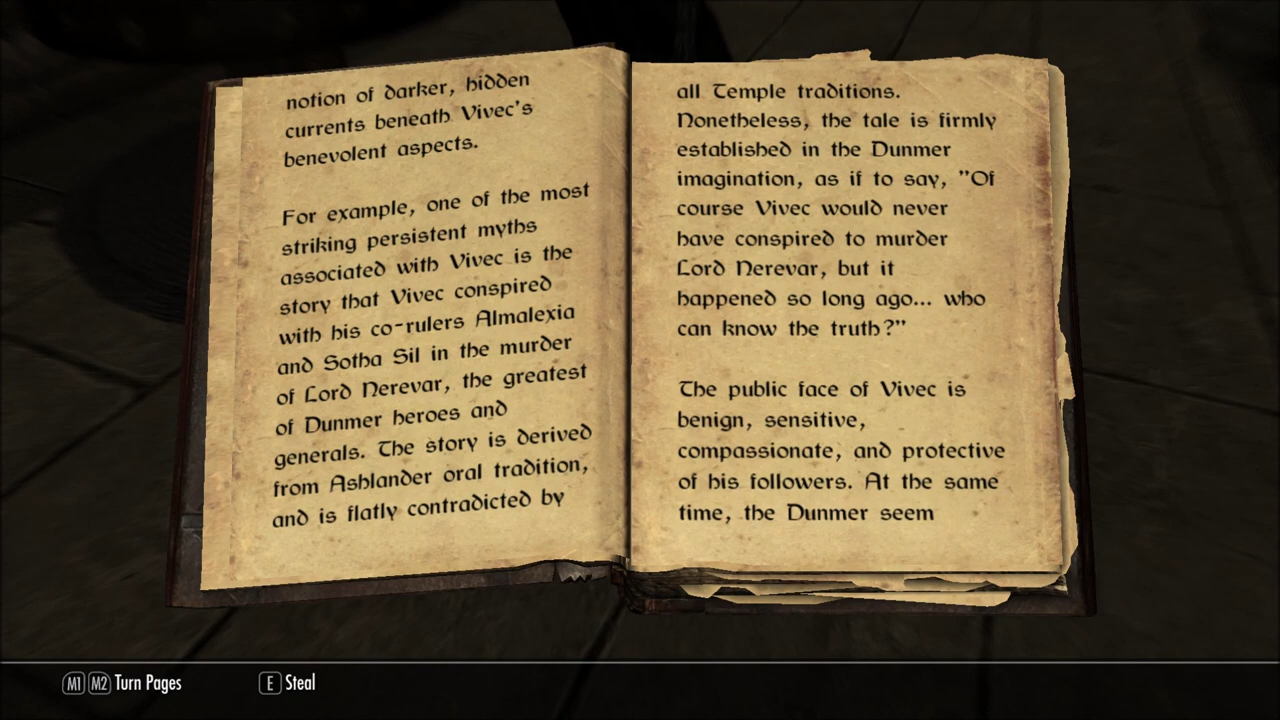 notion of darker, hidden
currents beneath Vivec's
benevolent aspects.
For example, one of the most
striking persistent myths
associated with Vivec is the
story that Vivec conspired
with his co-rulers Almalexia
and Sotha Sil in the murder
of Lord Nerevar, the greatest
of Dunmer heroes and
generals. The story is derived
from Ashlander oral tradition,
and is flatly contradicted by
all Temple traditions.
Nonetheless, the tale is firmly
established in the Dunmer
imagination, as if to say, "Of
course Vivec would never
have conspired to murder
Lord Nerevar, but it
happened so long ago... who
can know the truth?"
The public face of Vivec is
benign, sensitive,
compassionate, and protective
of his followers. At the same
time, the Dunmer seem
M1 M2 Turn Pages E Steal